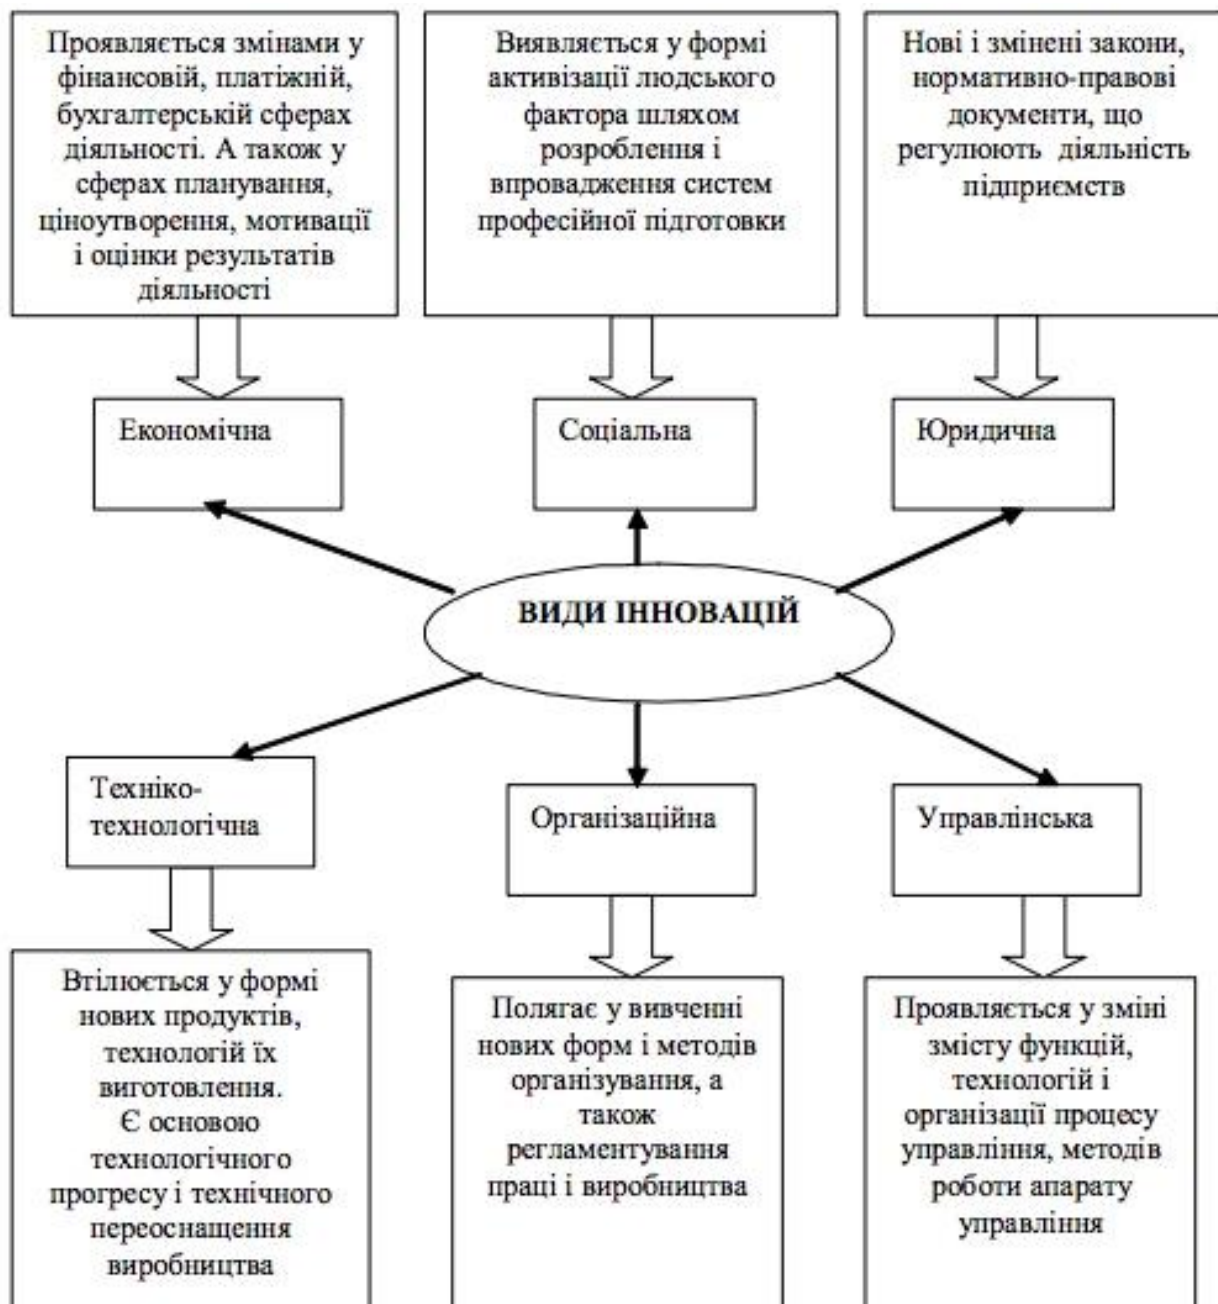 Проявляється змінами у
фінансовій, платіжній,
бухгалтерській сферах
діяльності. А також у
сферах планування,
ціноутворення, мотивації
і оцінки результатів
діяльності
Виявляється у формі
активізації людського
фактора шляхом
розроблення і
впровадження систем
професійної підготовки
Нові і змінені закони,
нормативно-правові
документи, що
регулюють діяльність
підприємств
Економічна
Соціальна
Юридична
ВИДИ ІННОВАЦІЙ
Техніко-
технологічна
Організаційна
Управлінська
Втілюється у формі
нових продуктів,
технологій їх
виготовлення.
Є основою
технологічного
прогресу і технічного
переоснащення
виробництва
Полягає у вивченні
нових форм і методів
організування, а
також
регламентування
праці і виробництва
Проявляється у зміні
змісту функцій,
технологій і
організації процесу
управління, методів
роботи апарату
управління